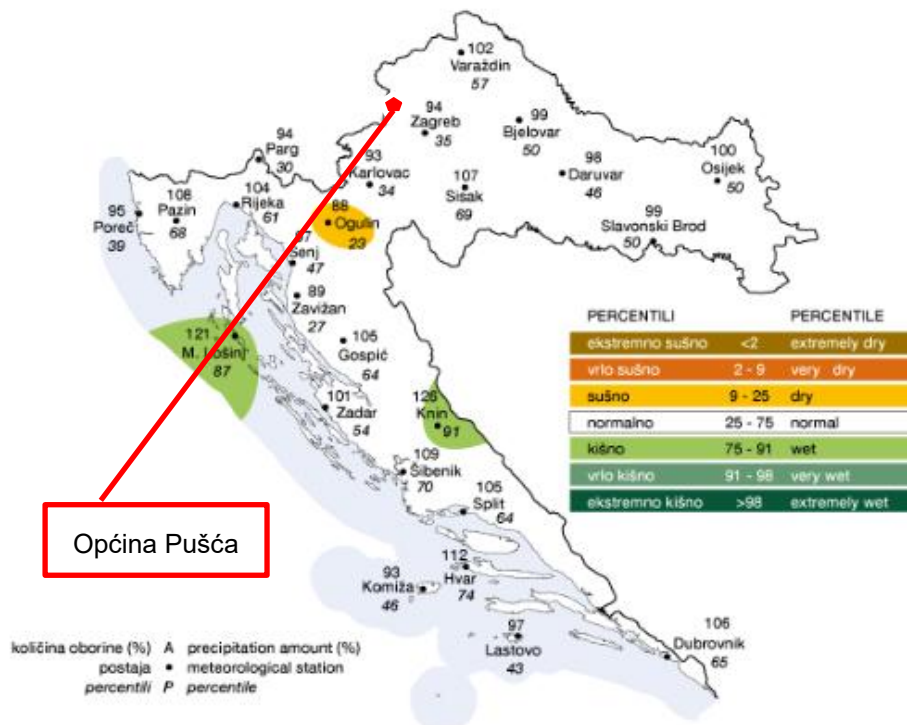 102
Varaždin
57
94
Zagreb
35
99
Bjelovar
50
100
Osijek
50
94
Parg
30
93
Karlovac
34
98
Daruvar
46
107
Sisak
69
108
Pazin
68
104
Rijeka
61
95
Poreč
39
88
Ogulin
23
99
Slavonski Brod
50
97
Senj
47
89
Zavižan
27
105
Gospić
64
121
M. Lošinj
87
101
Zadar
54
126
Knin
91
109
Šibenik
70
105
Split
64
112
Hvar
74
93
Komiža
46
97
Lastovo
43
106
Dubrovnik
65
PERCENTILI PERCENTILE
ekstremno sušno <2 extremely dry
vrlo sušno 2 - 9 very dry
sušno 9 - 25 dry
normalno 25 - 75 normal
kišno 75 - 91 wet
vrlo kišno 91 - 98 very wet
ekstremno kišno >98 extremely wet
Općina Pušća
količina oborine (%) A precipitation amount (%)
postaja meteorological station
percentili P percentile